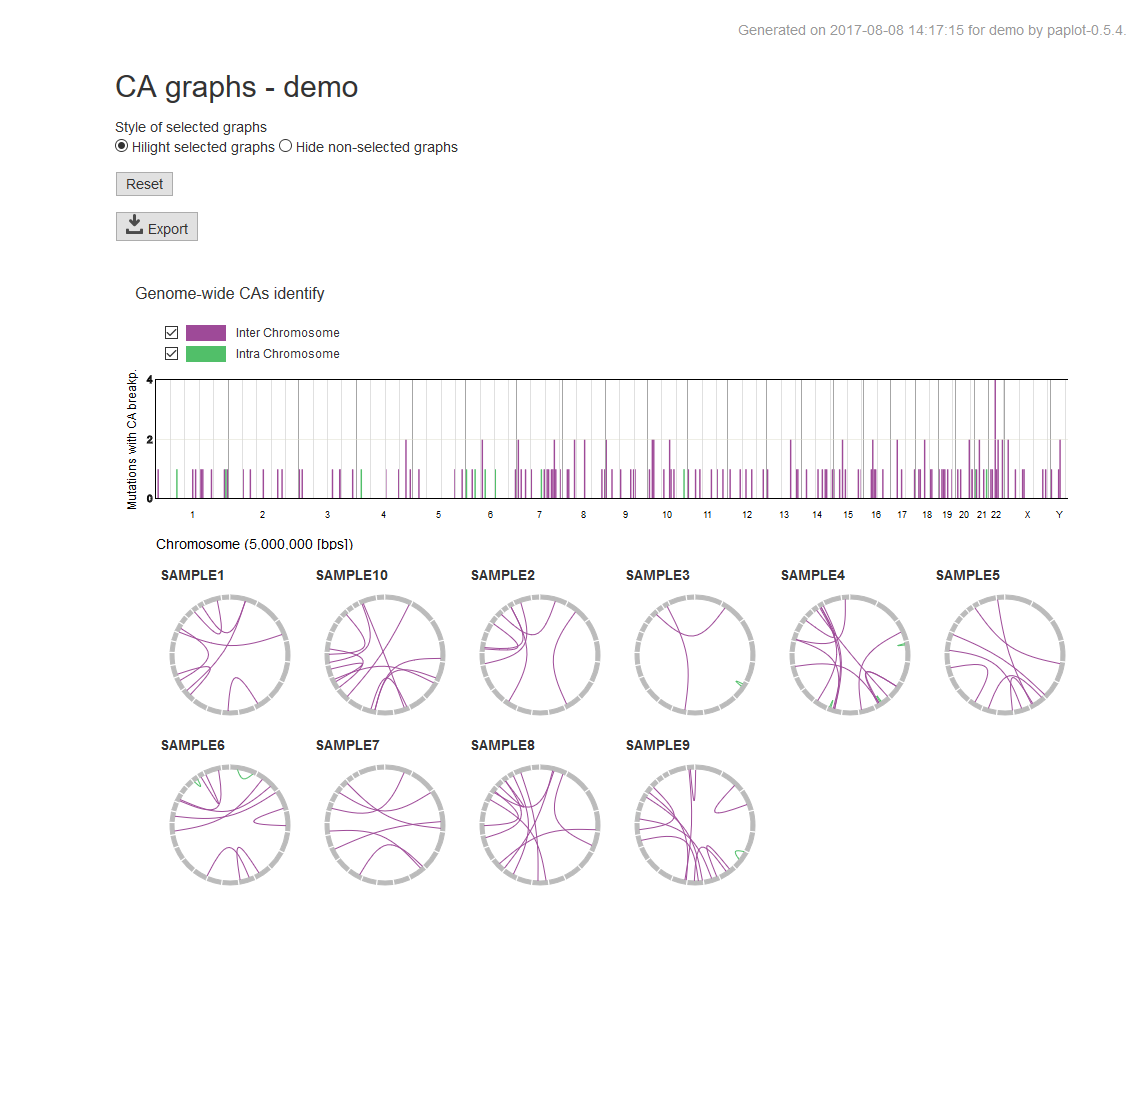 Generated on 2017-08-08 14:17:15 for demo by paplot-0.5.4.
CA graphs - demo
Style of selected graphs
Hilight selected graphs Hide non-selected graphs
Reset
Export
Genome-wide CAs identify
Inter Chromosome
Intra Chromosome
Mutations with CA breakp.
4
2
0
1 2 3 4 5 6 7 8 9 10 11 12 13 14 15 16 17 18 19 20 21 22 X Y
Chromosome (5,000,000 [bps])
SAMPLE1 SAMPLE10 SAMPLE2 SAMPLE3 SAMPLE4 SAMPLE5
SAMPLE6 SAMPLE7 SAMPLE8 SAMPLE9